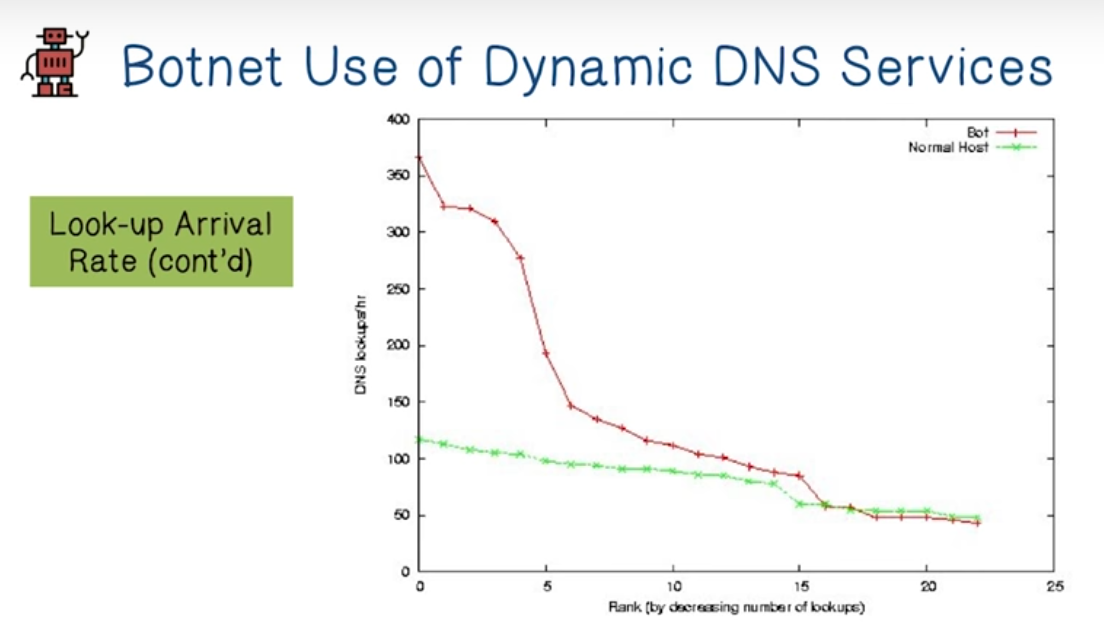 Botnet Use of Dynamic DNS Services
Look-up Arrival
Rate (cont'd)
400
350
300
250
200
150
100
50
0
DNS lookups/hr
Bot
Normal Host
0 5 10 15 20 25
Rank (by decreasing number of lookups)